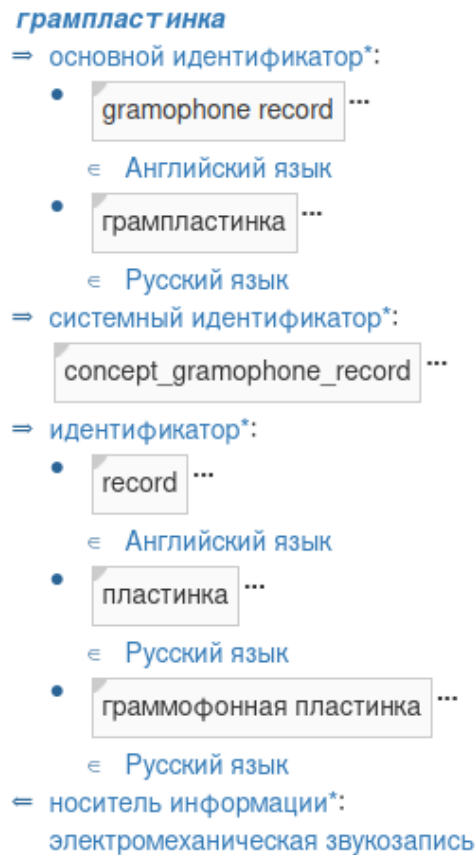 грампластинка
⇒ основной идентификатор*:
• gramophone record ...
∈ Английский язык
• грампластинка ...
∈ Русский язык
⇒ системный идентификатор*:
concept_gramophone_record ...
⇒ идентификатор*:
• record ...
∈ Английский язык
• пластинка ...
∈ Русский язык
• граммофонная пластинка ...
∈ Русский язык
⇐ носитель информации*:
электромеханическая звукозапись